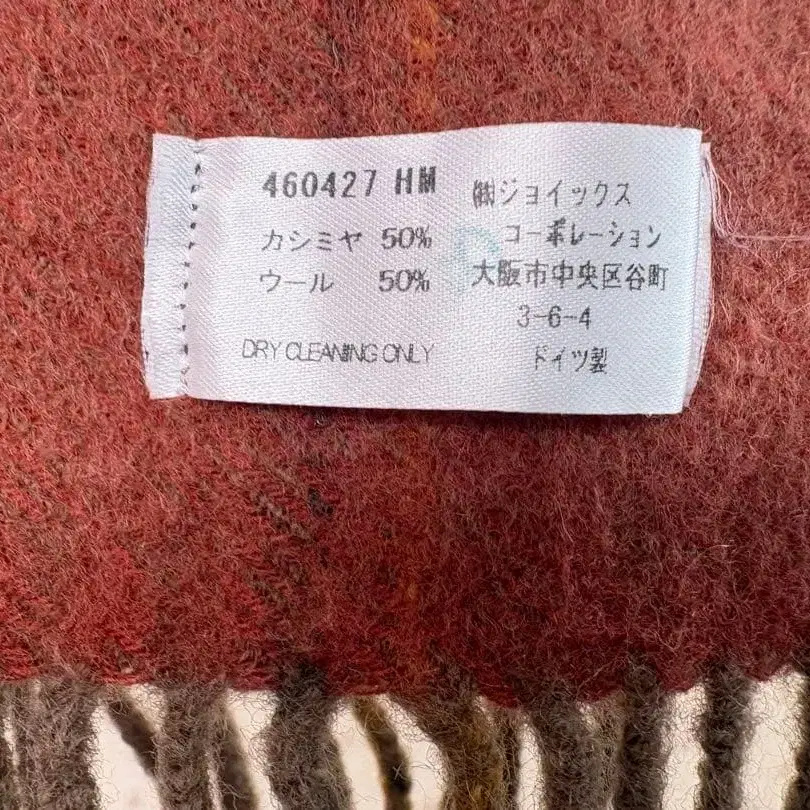 460427 HM
カシミヤ 50%
ウール 50%
DRY CLEANING ONLY
㈱ジョイックス
コーポレーション
大阪市中央区谷町
3-6-4
ドイツ製